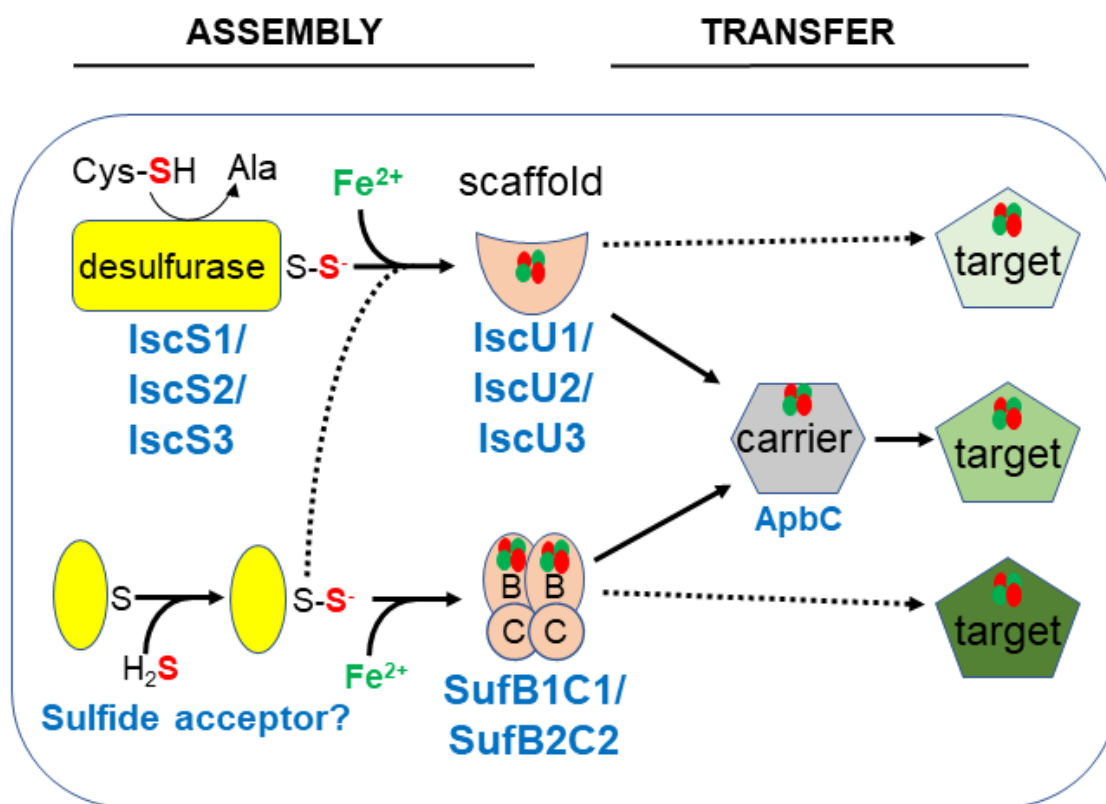 ASSEMBLY
TRANSFER
Cys-SH
Ala
Fe²⁺
scaffold
desulfurase
S-S⁻
target
IscS1/
IscS2/
IscS3
IscU1/
IscU2/
IscU3
carrier
ApbC
target
S
H₂S
S-S⁻
Fe²⁺
B B
C C
target
Sulfide acceptor?
SufB1C1/
SufB2C2